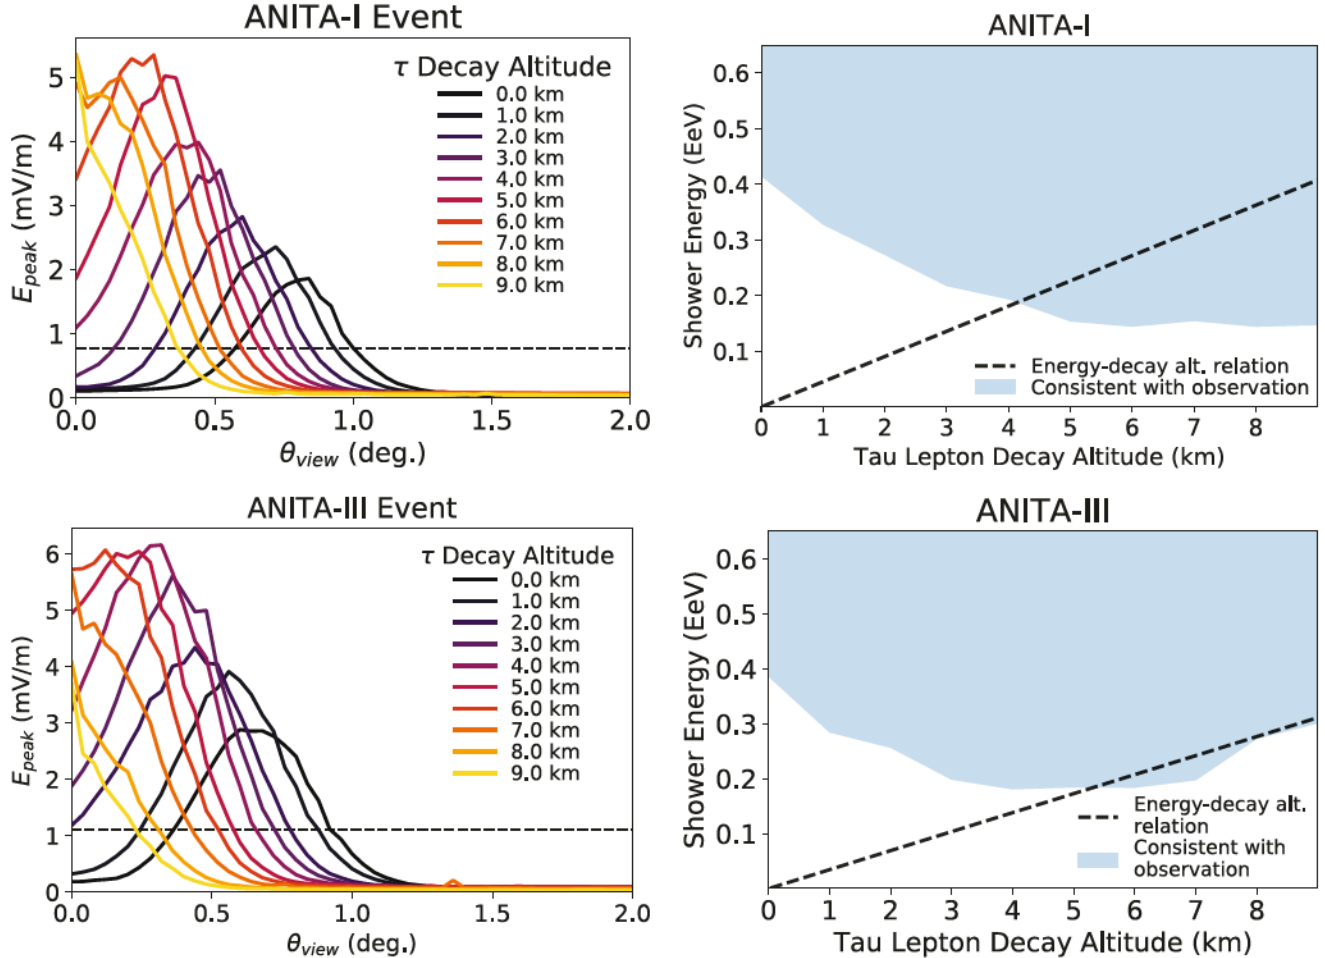 ANITA-I Event
τ Decay Altitude
0.0 km
1.0 km
2.0 km
3.0 km
4.0 km
5.0 km
6.0 km
7.0 km
8.0 km
9.0 km
E_peak (mV/m)
5
4
3
2
1
0
0.0 0.5 1.0 1.5 2.0
θ_view (deg.)
ANITA-I
Shower Energy (EeV)
0.6
0.5
0.4
0.3
0.2
0.1
Energy-decay alt. relation
Consistent with observation
0 1 2 3 4 5 6 7 8
Tau Lepton Decay Altitude (km)
ANITA-III Event
τ Decay Altitude
0.0 km
1.0 km
2.0 km
3.0 km
4.0 km
5.0 km
6.0 km
7.0 km
8.0 km
9.0 km
E_peak (mV/m)
6
5
4
3
2
1
0
0.0 0.5 1.0 1.5 2.0
θ_view (deg.)
ANITA-III
Shower Energy (EeV)
0.6
0.5
0.4
0.3
0.2
0.1
Energy-decay alt.
relation
Consistent with
observation
0 1 2 3 4 5 6 7 8
Tau Lepton Decay Altitude (km)